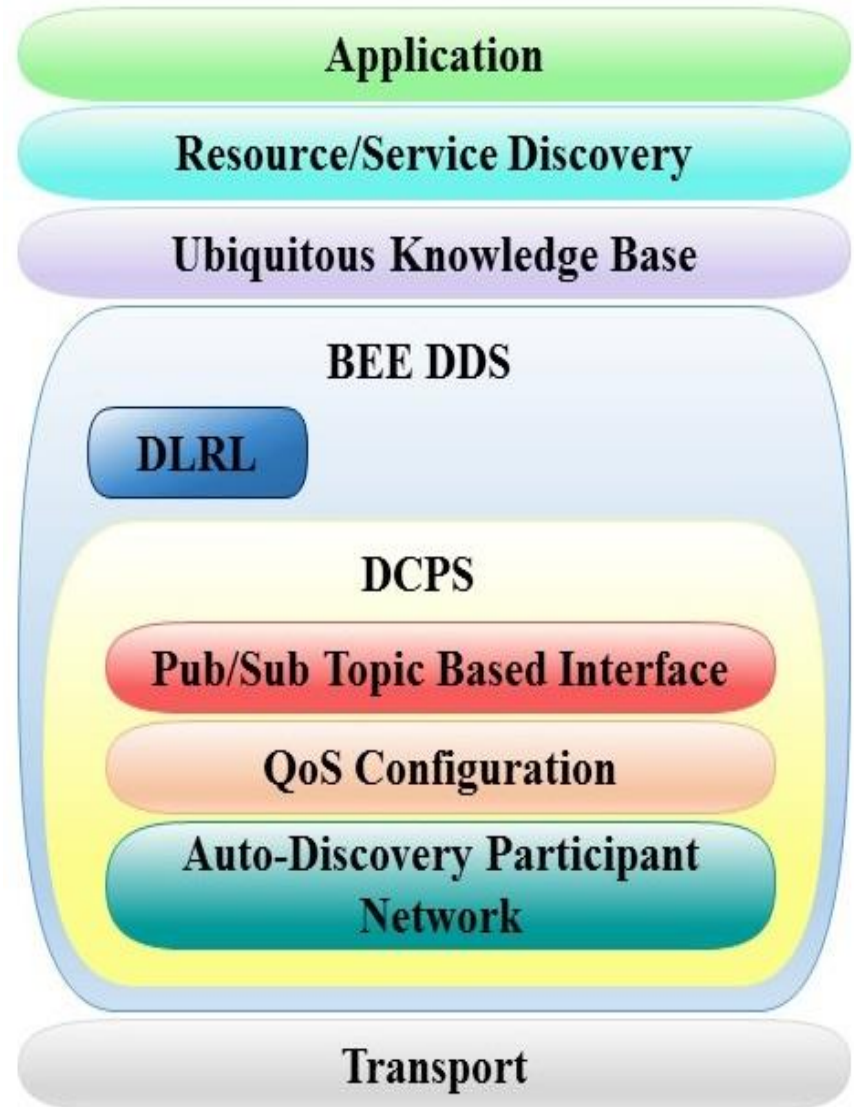 Application
Resource/Service Discovery
Ubiquitous Knowledge Base
BEE DDS
DLRL
DCPS
Pub/Sub Topic Based Interface
QoS Configuration
Auto-Discovery Participant
Network
Transport